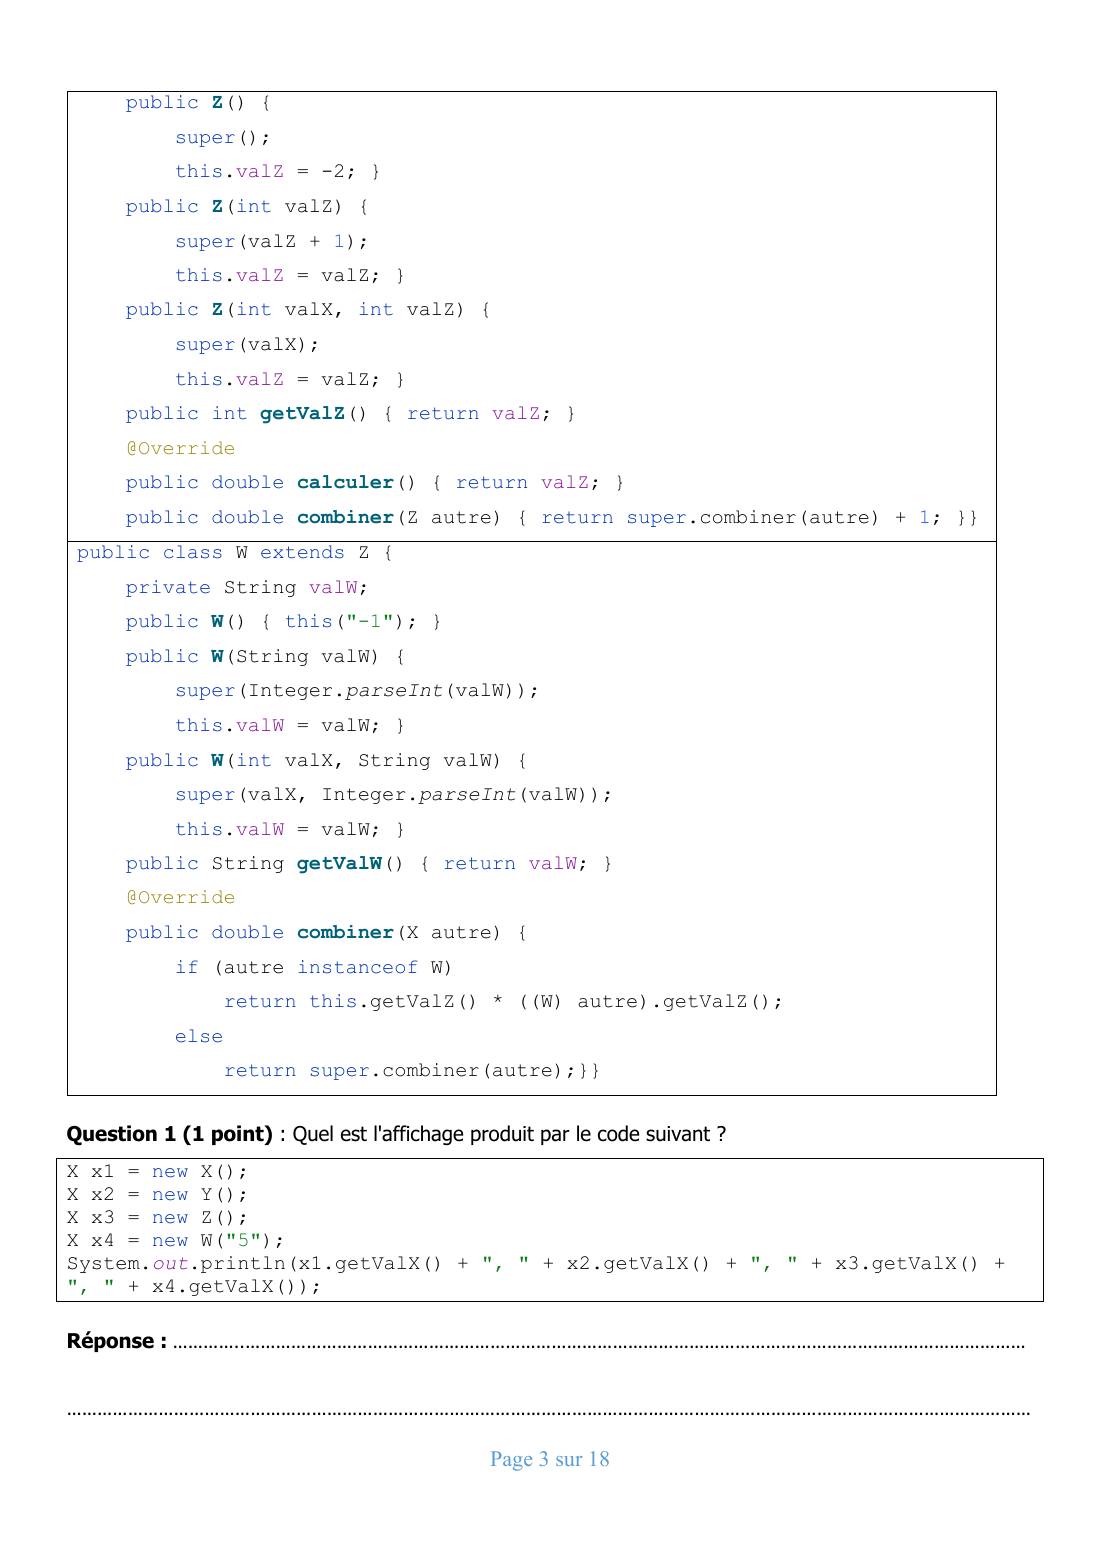 public Z() {
super();
this.valZ = -2; }
public Z(int valZ) {
super(valZ + 1);
this.valZ = valZ; }
public Z(int valX, int valZ) {
super(valX);
this.valZ = valZ; }
public int getValZ() { return valZ; }
@Override
public double calculer() { return valZ; }
public double combiner(Z autre) { return super.combiner(autre) + 1; }}
public class W extends Z {
private String valW;
public W() { this("-1"); }
public W(String valW) {
super(Integer.parseInt(valW));
this.valW = valW; }
public W(int valX, String valW) {
super(valX, Integer.parseInt(valW));
this.valW = valW; }
public String getValW() { return valW; }
@Override
public double combiner(X autre) {
if (autre instanceof W)
return this.getValZ() * ((W) autre).getValZ();
else
return super.combiner(autre);}}
Question 1 (1 point) : Quel est l'affichage produit par le code suivant ?
X x1 = new X();
X x2 = new Y();
X x3 = new Z();
X x4 = new W("5");
System.out.println(x1.getValX() + ", " + x2.getValX() + ", " + x3.getValX() +
", " + x4.getValX());
Réponse : ……………………………………………………………………………………………………………………………………………
………………………………………………………………………………………………………………………………………………………………
Page 3 sur 18